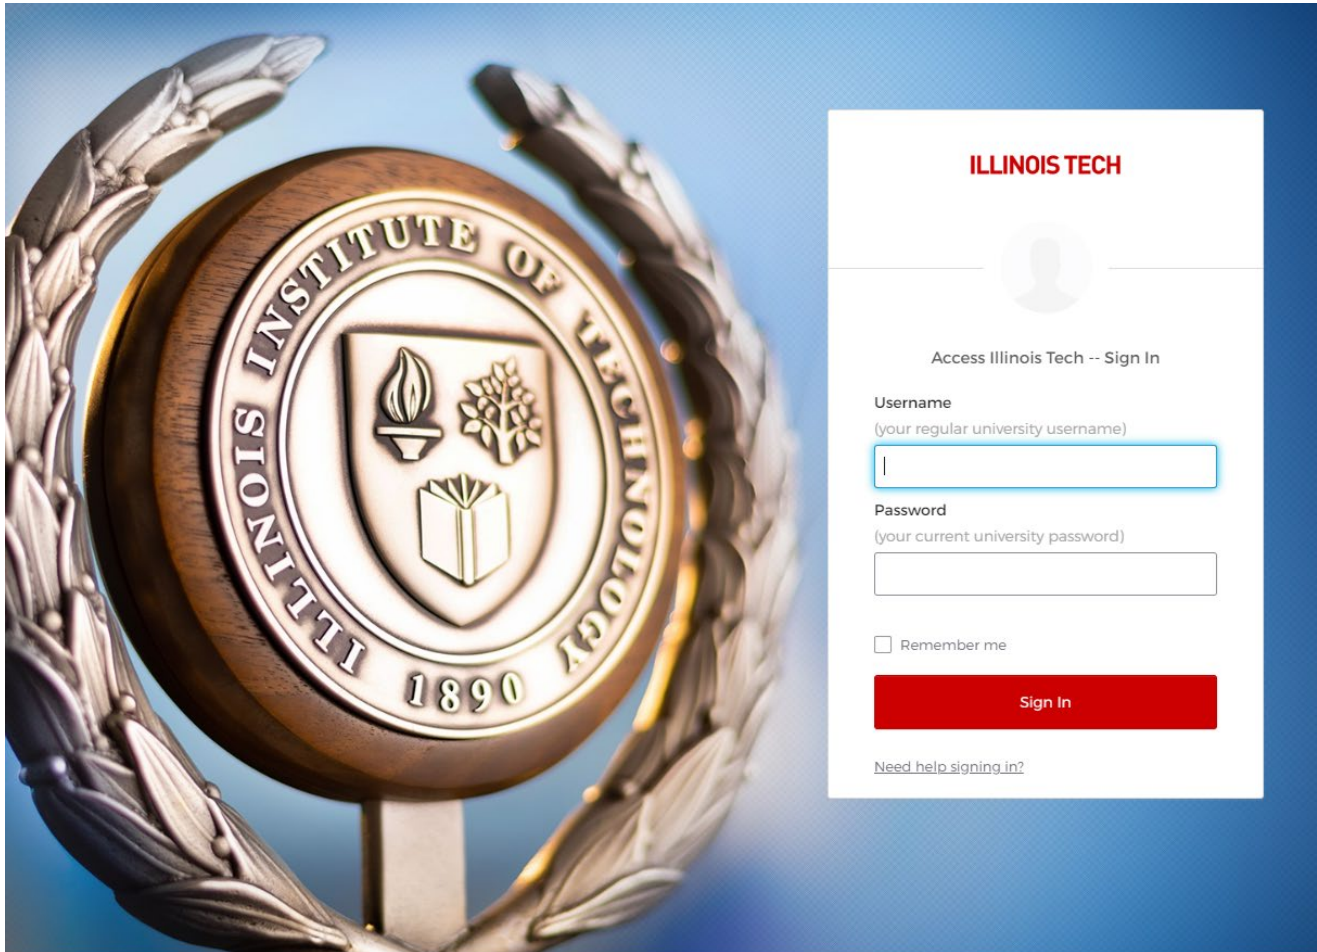 ILLINOIS INSTITUTE OF TECHNOLOGY
1890
ILLINOIS TECH
Access Illinois Tech -- Sign In
Username
(your regular university username)
Password
(your current university password)
Remember me
Sign In
Need help signing in?